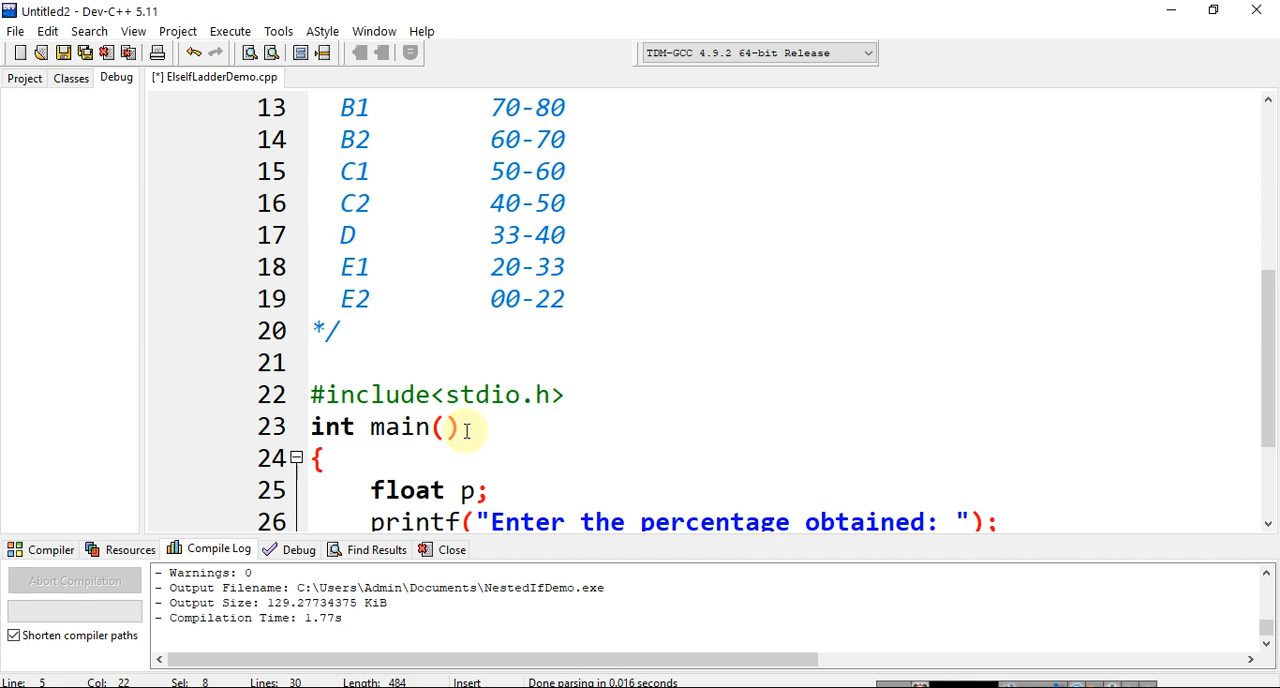 Untitled2 - Dev-C++ 5.11
File Edit Search View Project Execute Tools AStyle Window Help
TDM-GCC 4.9.2 64-bit Release
Project Classes Debug [*] ElseIfLadderDemo.cpp
13 B1 70-80
14 B2 60-70
15 C1 50-60
16 C2 40-50
17 D 33-40
18 E1 20-33
19 E2 00-22
20 */
21
22 #include<stdio.h>
23 int main()
24 {
25 float p;
26 printf("Enter the percentage obtained: ");
Compiler Resources Compile Log Debug Find Results Close
Abort Compilation
Shorten compiler paths
- Warnings: 0
- Output Filename: C:\Users\Admin\Documents\NestedIfDemo.exe
- Output Size: 129.27734375 KiB
- Compilation Time: 1.77s
Line: 5 Col: 22 Sel: 8 Lines: 30 Length: 484 Insert Done parsing in 0.016 seconds